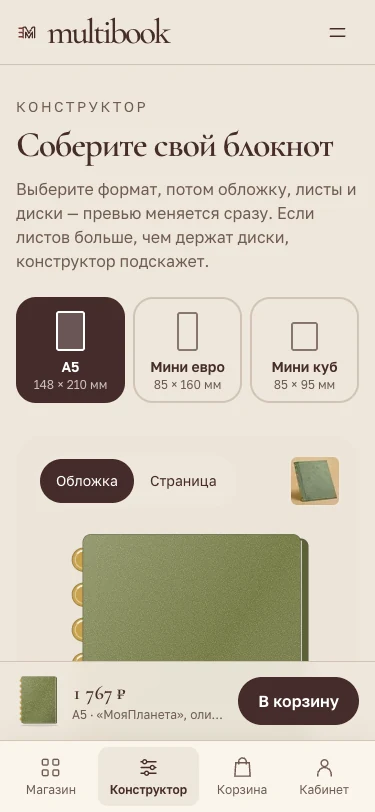 multibook
КОНСТРУКТОР
Соберите свой блокнот
Выберите формат, потом обложку, листы и
диски — превью меняется сразу. Если
листов больше, чем держат диски,
конструктор подскажет.
А5
148 × 210 мм
Мини евро
85 × 160 мм
Мини куб
85 × 95 мм
Обложка
Страница
1 767 ₽
А5 · «МояПланета», оли...
В корзину
Магазин
Конструктор
Корзина
Кабинет